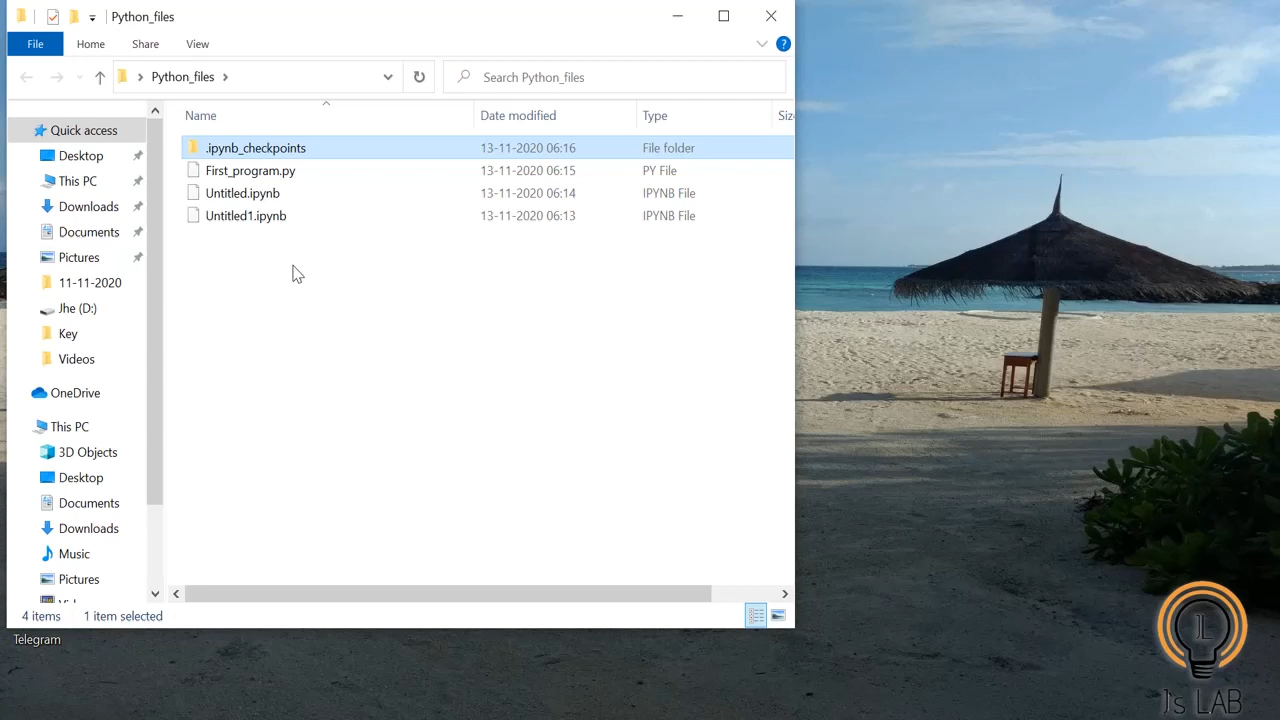 Python_files
File Home Share View
Python_files
Search Python_files
Name Date modified Type Siz
Quick access
Desktop
This PC
Downloads
Documents
Pictures
11-11-2020
Jhe (D:)
Key
Videos
OneDrive
This PC
3D Objects
Desktop
Documents
Downloads
Music
Pictures
.ipynb_checkpoints 13-11-2020 06:16 File folder
First_program.py 13-11-2020 06:15 PY File
Untitled.ipynb 13-11-2020 06:14 IPYNB File
Untitled1.ipynb 13-11-2020 06:13 IPYNB File
4 items 1 item selected
Telegram
JL
J's LAB